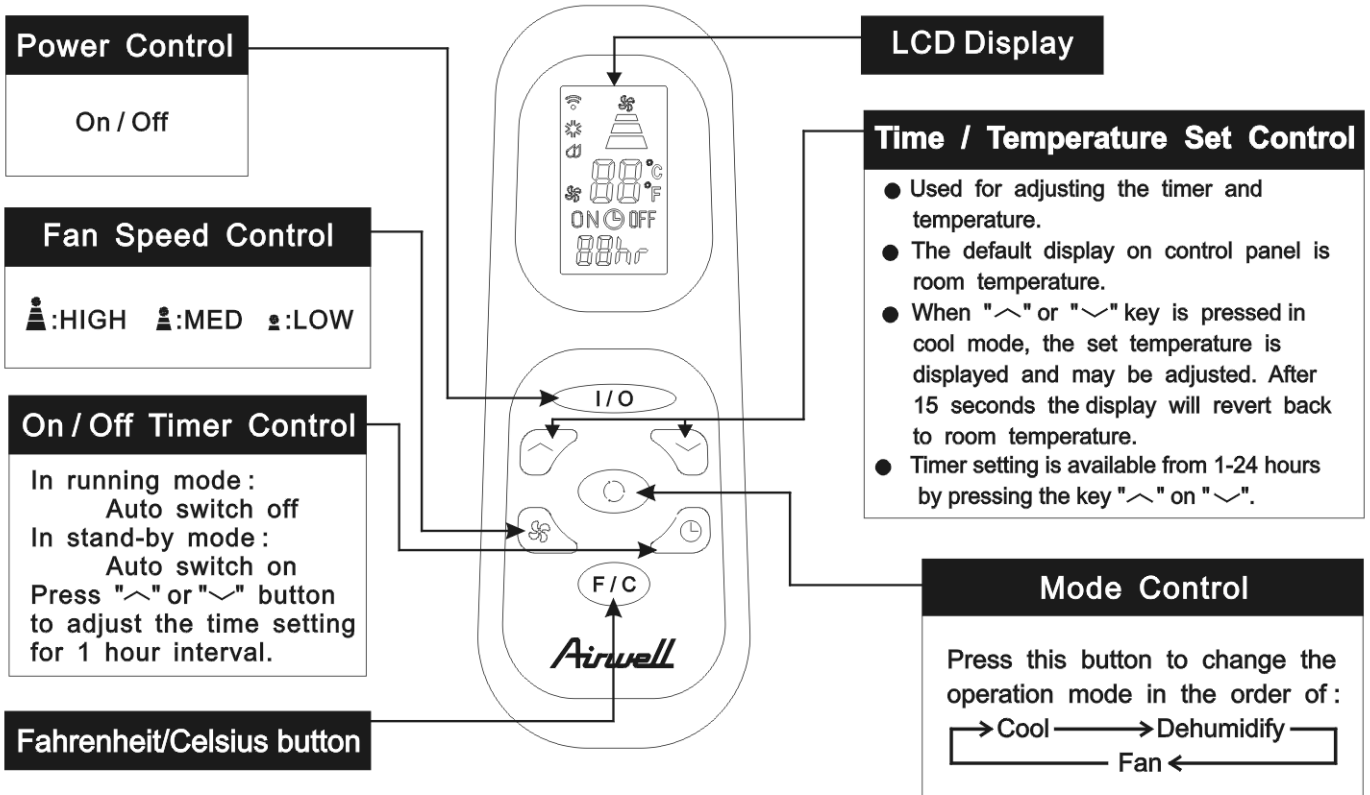 Power Control
On / Off
Fan Speed Control
:HIGH :MED :LOW
On / Off Timer Control
In running mode :
Auto switch off
In stand-by mode :
Auto switch on
Press "︿" or "﹀" button
to adjust the time setting
for 1 hour interval.
Fahrenheit/Celsius button
°C
88°F
ON OFF
88hr
I / O
F / C
Airwell
LCD Display
Time / Temperature Set Control
● Used for adjusting the timer and
temperature.
● The default display on control panel is
room temperature.
● When "︿" or "﹀" key is pressed in
cool mode, the set temperature is
displayed and may be adjusted. After
15 seconds the display will revert back
to room temperature.
● Timer setting is available from 1-24 hours
by pressing the key "︿" on "﹀".
Mode Control
Press this button to change the
operation mode in the order of :
Cool → Dehumidify
Fan